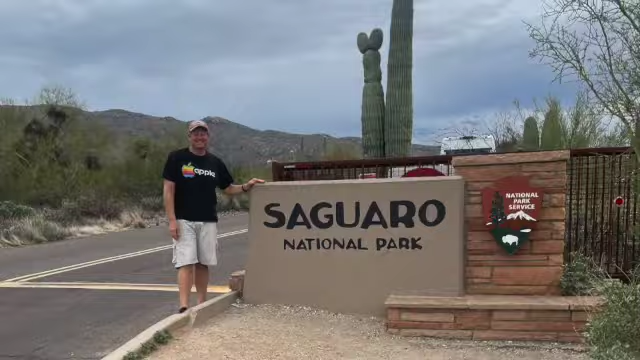 apple
SAGUARO
NATIONAL PARK
NATIONAL
PARK
SERVICE